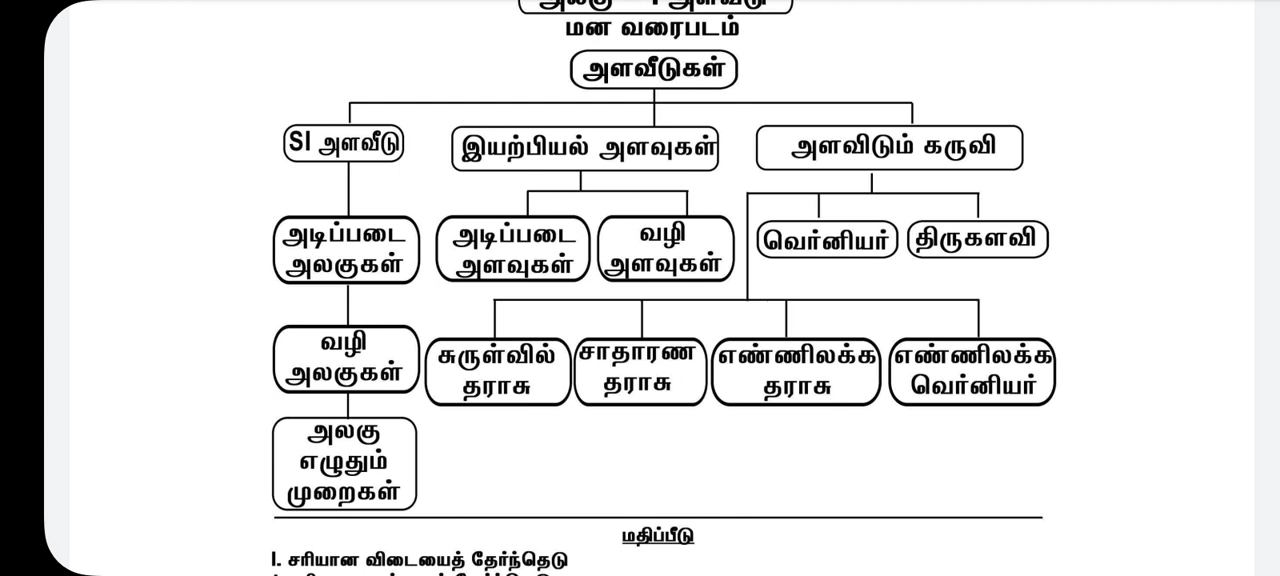 மன வரைபடம்
அளவீடுகள்
SI அளவீடு
இயற்பியல் அளவுகள்
அளவிடும் கருவி
அடிப்படை
அலகுகள்
அடிப்படை
அளவுகள்
வழி
அளவுகள்
வெர்னியர்
திருகளவி
வழி
அலகுகள்
சுருள்வில்
தராசு
சாதாரண
தராசு
எண்ணிலக்க
தராசு
எண்ணிலக்க
வெர்னியர்
அலகு
எழுதும்
முறைகள்
மதிப்பீடு
I. சரியான விடையைத் தேர்ந்தெடு